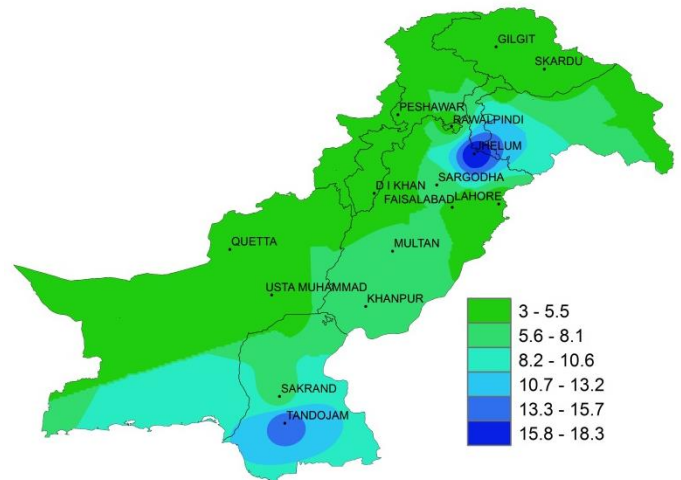 GILGIT
SKARDU
PESHAWAR
RAWALPINDI
JHELUM
SARGODHA
D I KHAN
FAISALABAD
LAHORE
QUETTA
MULTAN
USTA MUHAMMAD
KHANPUR
SAKRAND
TANDOJAM
3 - 5.5
5.6 - 8.1
8.2 - 10.6
10.7 - 13.2
13.3 - 15.7
15.8 - 18.3